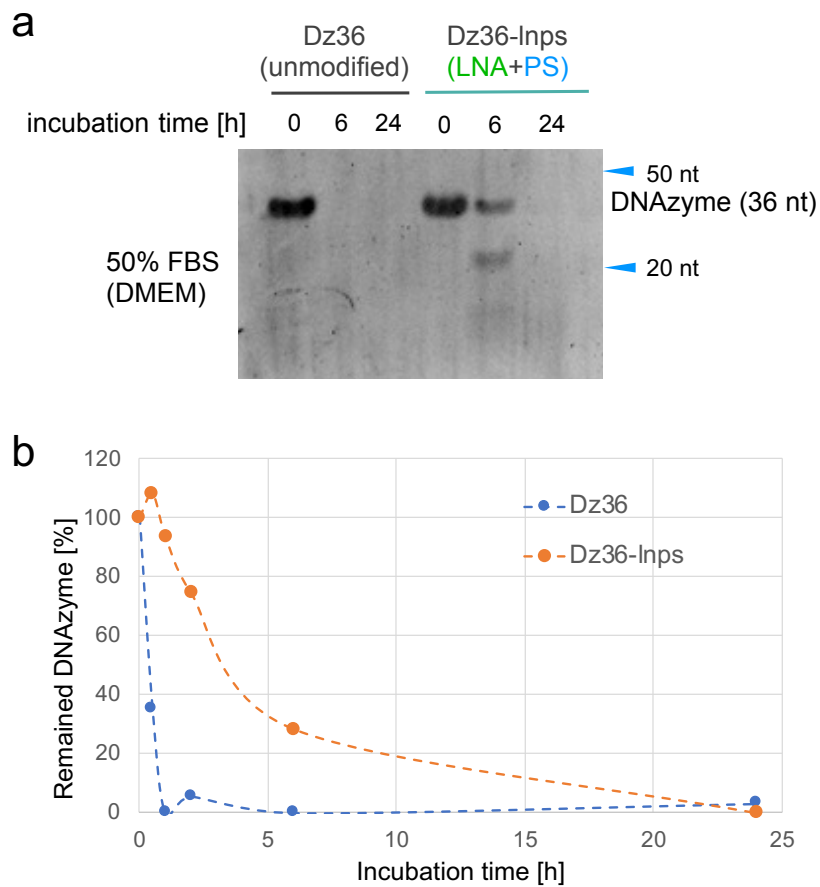 a
Dz36
(unmodified)
Dz36-lnps
(LNA+PS)
incubation time [h] 0 6 24 0 6 24
50 nt
DNAzyme (36 nt)
50% FBS
(DMEM)
20 nt
b
120
100
80
60
40
20
0
Remained DNAzyme [%]
Dz36
Dz36-lnps
0 5 10 15 20 25
Incubation time [h]